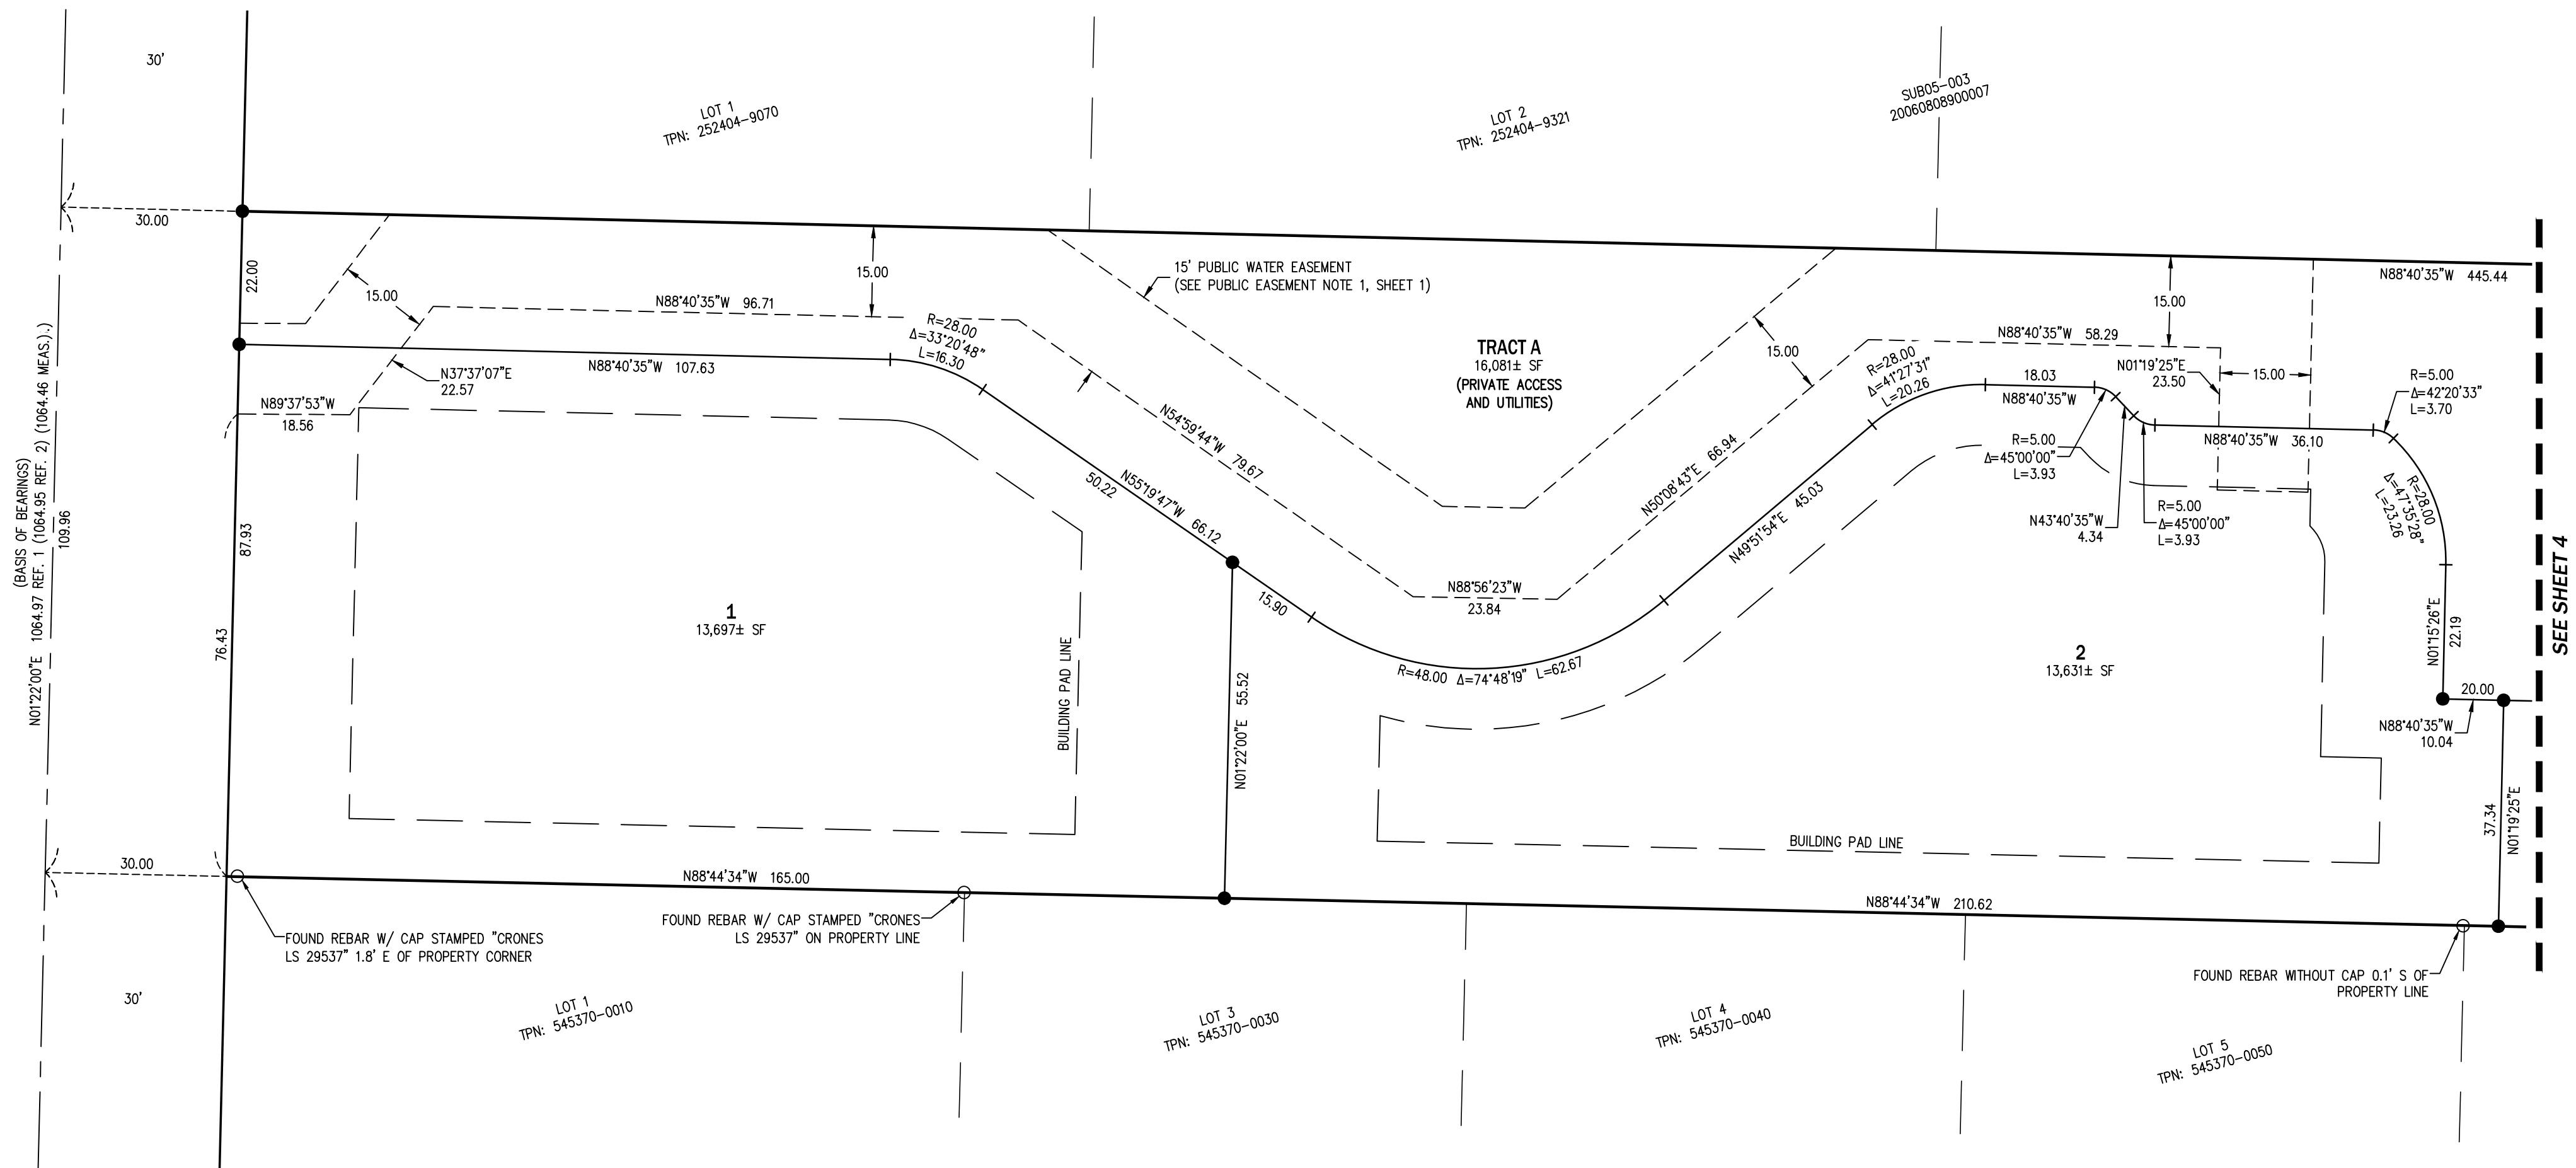 30'
LOT 1
TPN: 252404-9070
LOT 2
TPN: 252404-9321
SUB05-003
20060808900007
30.00
22.00
15.00
15.00
15' PUBLIC WATER EASEMENT
(SEE PUBLIC EASEMENT NOTE 1, SHEET 1)
N88°40'35"W 445.44
N88°40'35"W 96.71
R=28.00
Δ=33°20'48"
L=16.30
N88°40'35"W 107.63
N37°37'07"E
22.57
N89°37'53"W
18.56
TRACT A
16,081± SF
(PRIVATE ACCESS
AND UTILITIES)
15.00
15.00
N88°40'35"W 58.29
R=28.00
Δ=41°27'31"
L=20.26
18.03
N88°40'35"W
N01°19'25"E
23.50
15.00
R=5.00
Δ=42°20'33"
L=3.70
N54°59'44"W 79.67
N50°08'43"E 66.94
R=5.00
Δ=45°00'00"
L=3.93
N88°40'35"W 36.10
N43°40'35"W
4.34
R=5.00
Δ=45°00'00"
L=3.93
R=28.00
Δ=47°35'28"
L=23.26
(BASIS OF BEARINGS)
N01°22'00"E 1064.97 REF. 1 (1064.95 REF. 2) (1064.46 MEAS.).)
109.96
87.93
76.43
N55°19'47"W 66.12
50.22
15.90
N49°51'54"E 45.03
N88°56'23"W
23.84
R=48.00 Δ=74°48'19" L=62.67
1
13,697± SF
BUILDING PAD LINE
N01°22'00"E 55.52
2
13,631± SF
N01°15'26"E
22.19
20.00
N88°40'35"W
10.04
SEE SHEET 4
BUILDING PAD LINE
37.34
N01°19'25"E
30.00
N88°44'34"W 165.00
N88°44'34"W 210.62
FOUND REBAR W/ CAP STAMPED "CRONES
LS 29537" 1.8' E OF PROPERTY CORNER
FOUND REBAR W/ CAP STAMPED "CRONES
LS 29537" ON PROPERTY LINE
FOUND REBAR WITHOUT CAP 0.1' S OF
PROPERTY LINE
30'
LOT 1
TPN: 545370-0010
LOT 3
TPN: 545370-0030
LOT 4
TPN: 545370-0040
LOT 5
TPN: 545370-0050